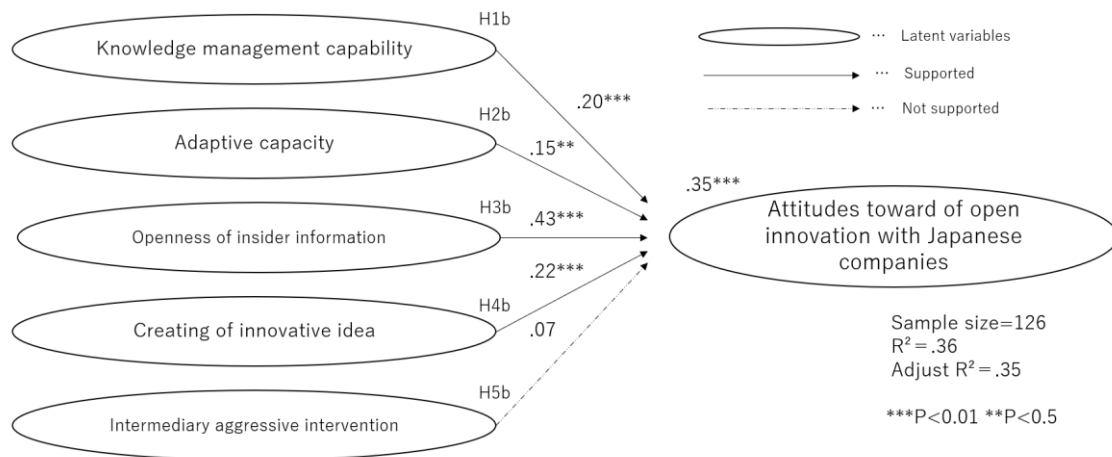 H1b
Knowledge management capability
.20***
H2b
Adaptive capacity
.15**
H3b
Openness of insider information
.43***
.22***
H4b
Creating of innovative idea
.07
H5b
Intermediary aggressive intervention
… Latent variables
… Supported
… Not supported
.35***
Attitudes toward of open
innovation with Japanese
companies
Sample size=126
R²=.36
Adjust R²=.35
***P<0.01 **P<0.5